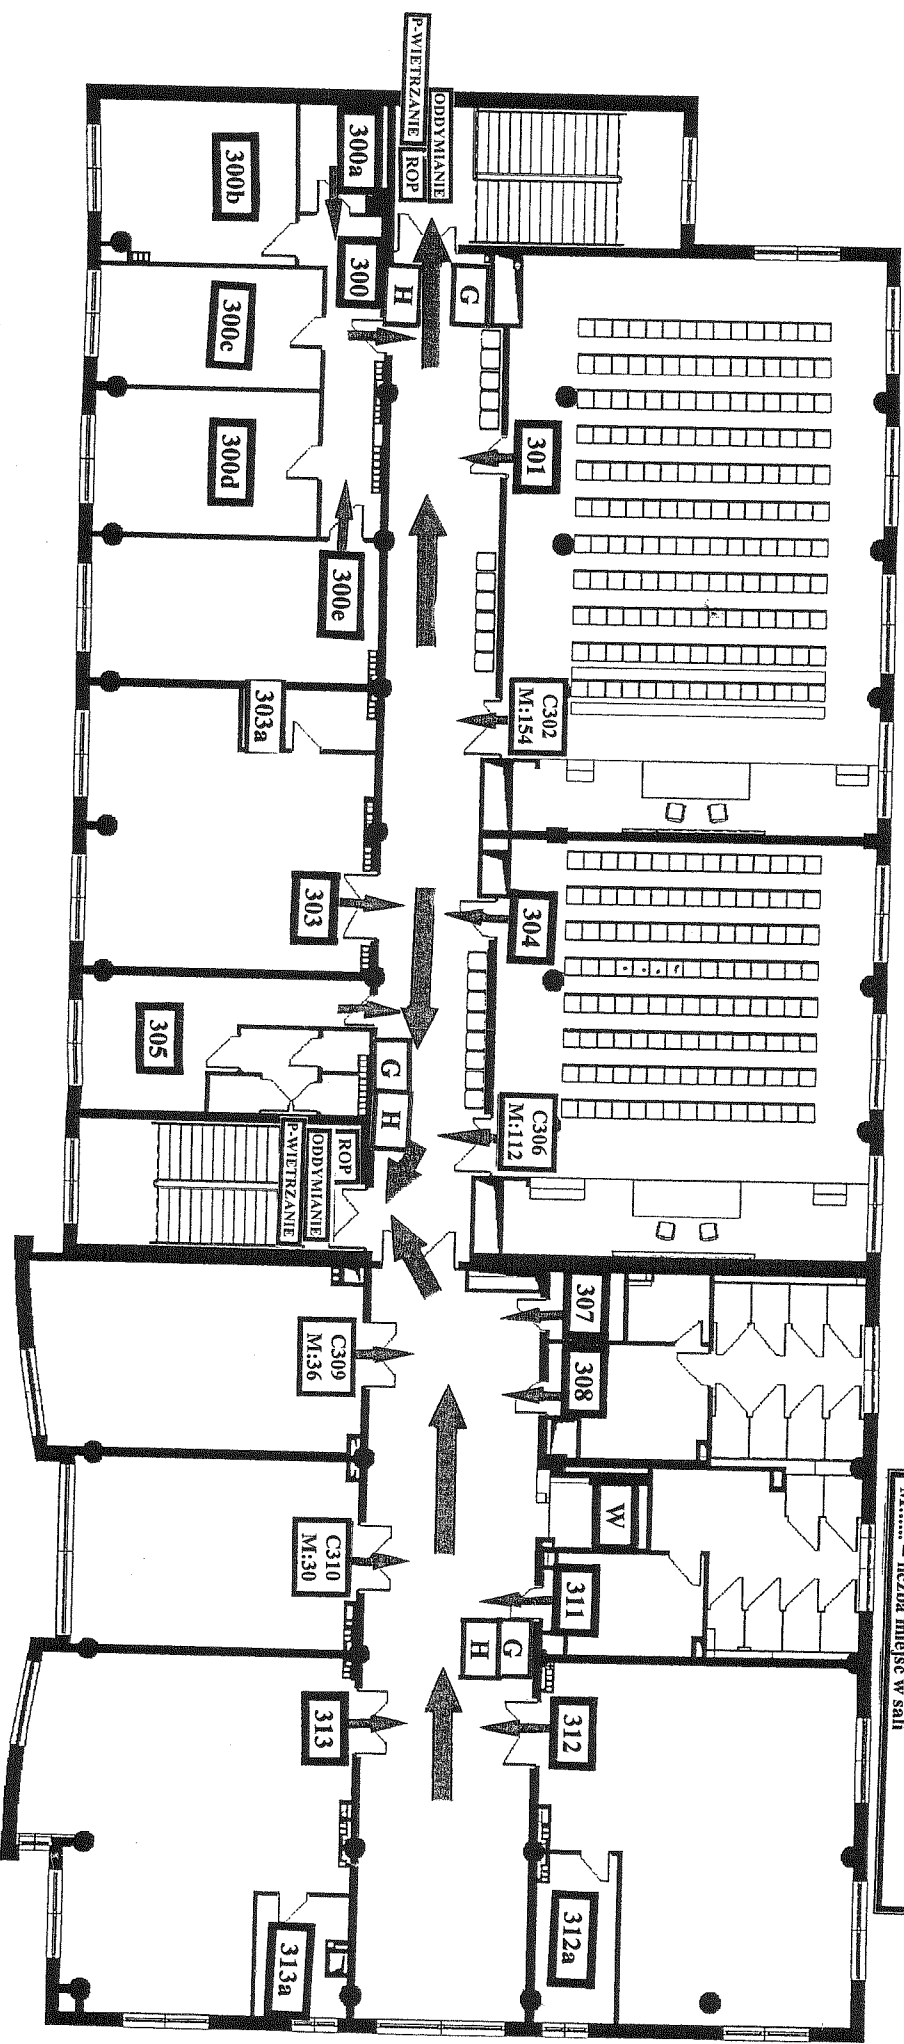 M:..... – liczba miejsc w sali
P-WIETRZANIE
ODDYMIANIE
ROP
300a
300b
300
H
G
300c
301
300d
300e
C302
M:154
303a
303
304
305
G
H
C306
M:112
ROP
ODDYMIANIE
P-WIETRZANIE
307
308
C309
M:36
W
C310
M:30
311
G
H
312
313
312a
313a